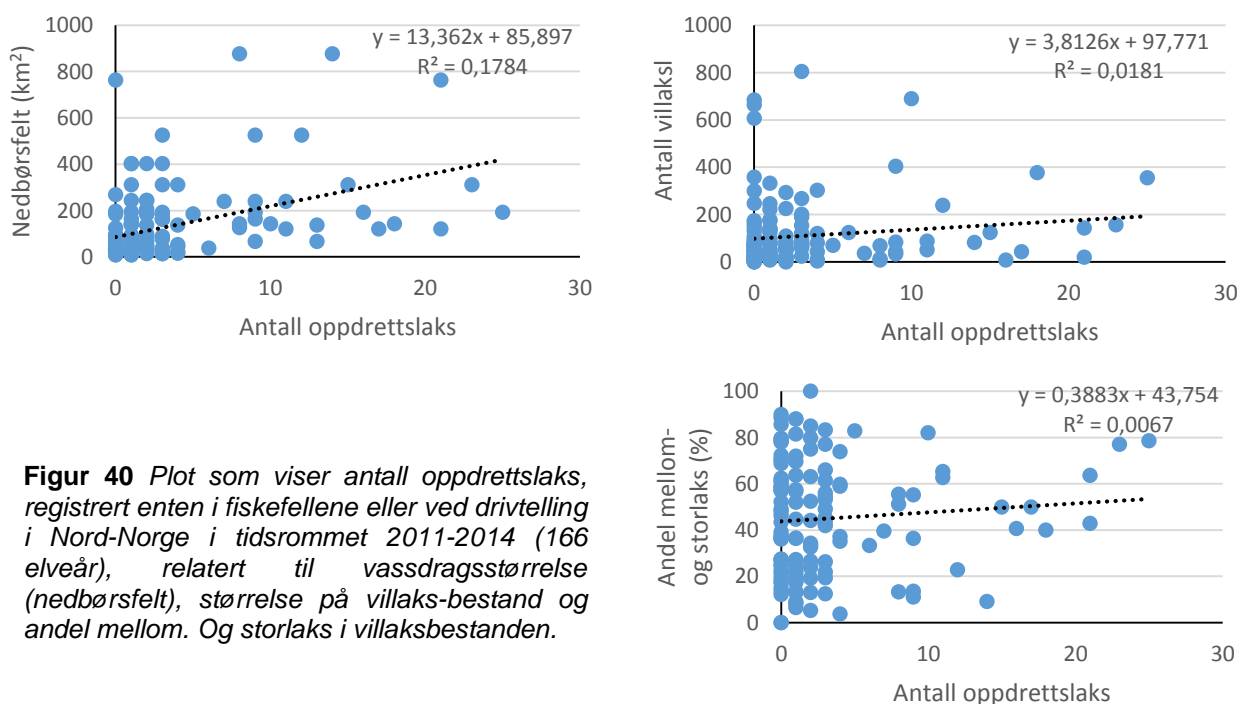 1000
800
600
400
200
0
Nedbørsfelt (km²)
y = 13,362x + 85,897
R² = 0,1784
0 10 20 30
Antall oppdrettslaks
1000
800
600
400
200
0
Antall villaksl
y = 3,8126x + 97,771
R² = 0,0181
0 10 20 30
Antall oppdrettslaks
100
80
60
40
20
0
Andel mellom-
og storlaks (%)
y = 0,3883x + 43,754
R² = 0,0067
0 10 20 30
Antall oppdrettslaks
Figur 40 Plot som viser antall oppdrettslaks,
registrert enten i fiskefellene eller ved drivtelling
i Nord-Norge i tidsrommet 2011-2014 (166
elveår), relatert til vassdragsstørrelse
(nedbørsfelt), størrelse på villaks-bestand og
andel mellom. Og storlaks i villaksbestanden.